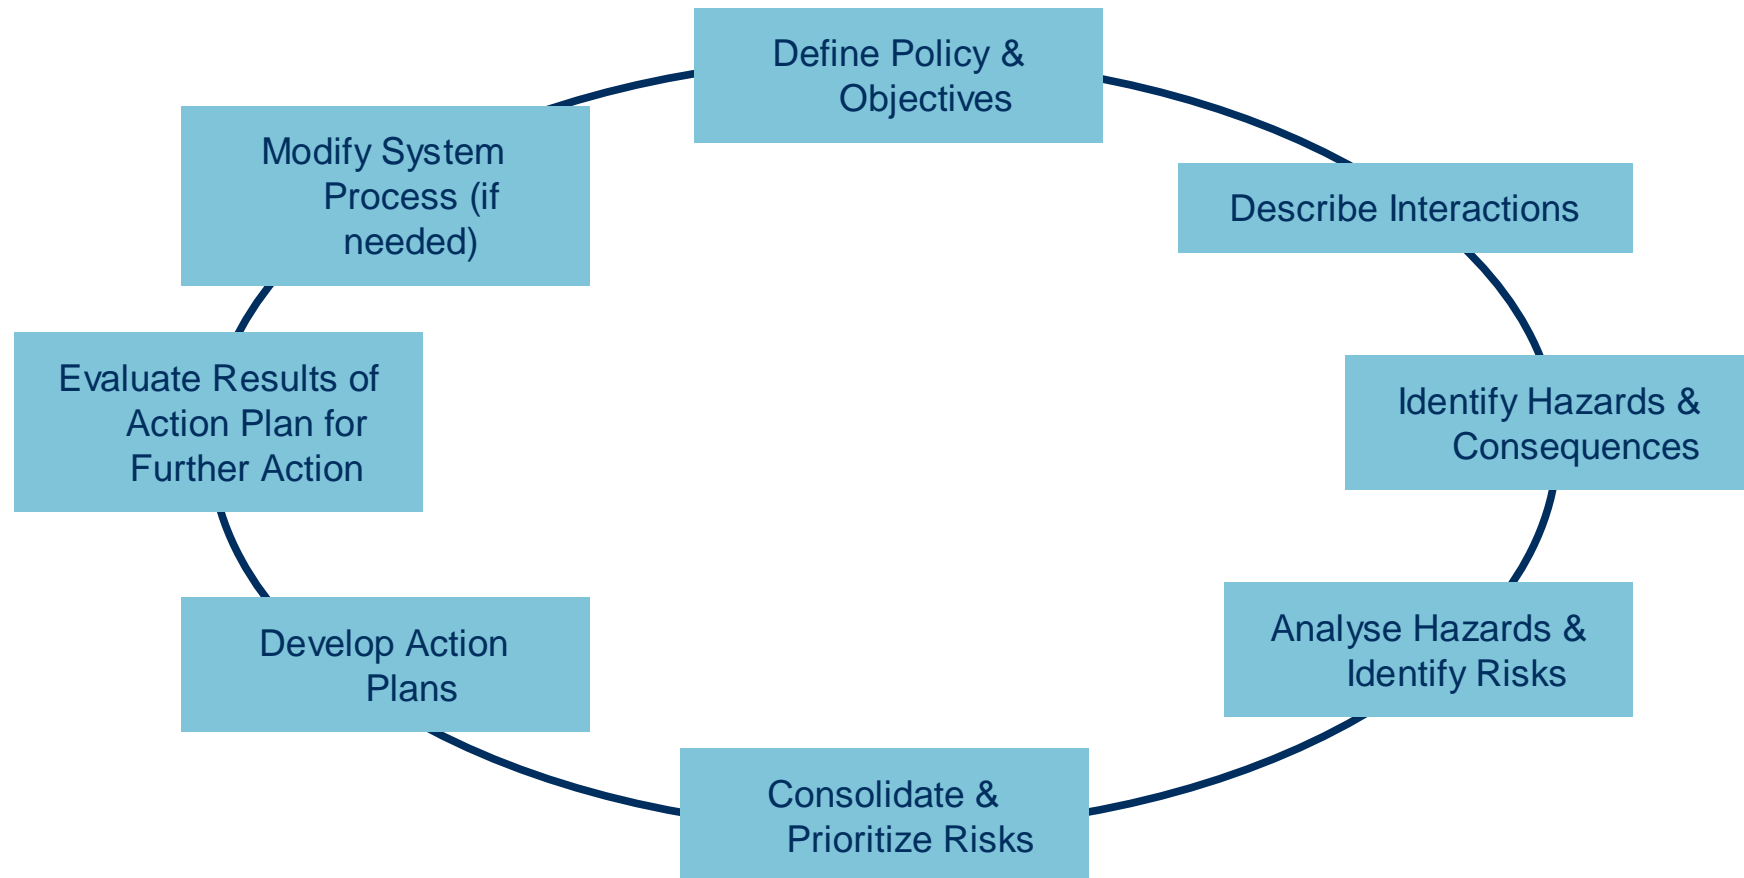 Define Policy &
Objectives
Describe Interactions
Identify Hazards &
Consequences
Analyse Hazards &
Identify Risks
Consolidate &
Prioritize Risks
Develop Action
Plans
Evaluate Results of
Action Plan for
Further Action
Modify System
Process (if
needed)